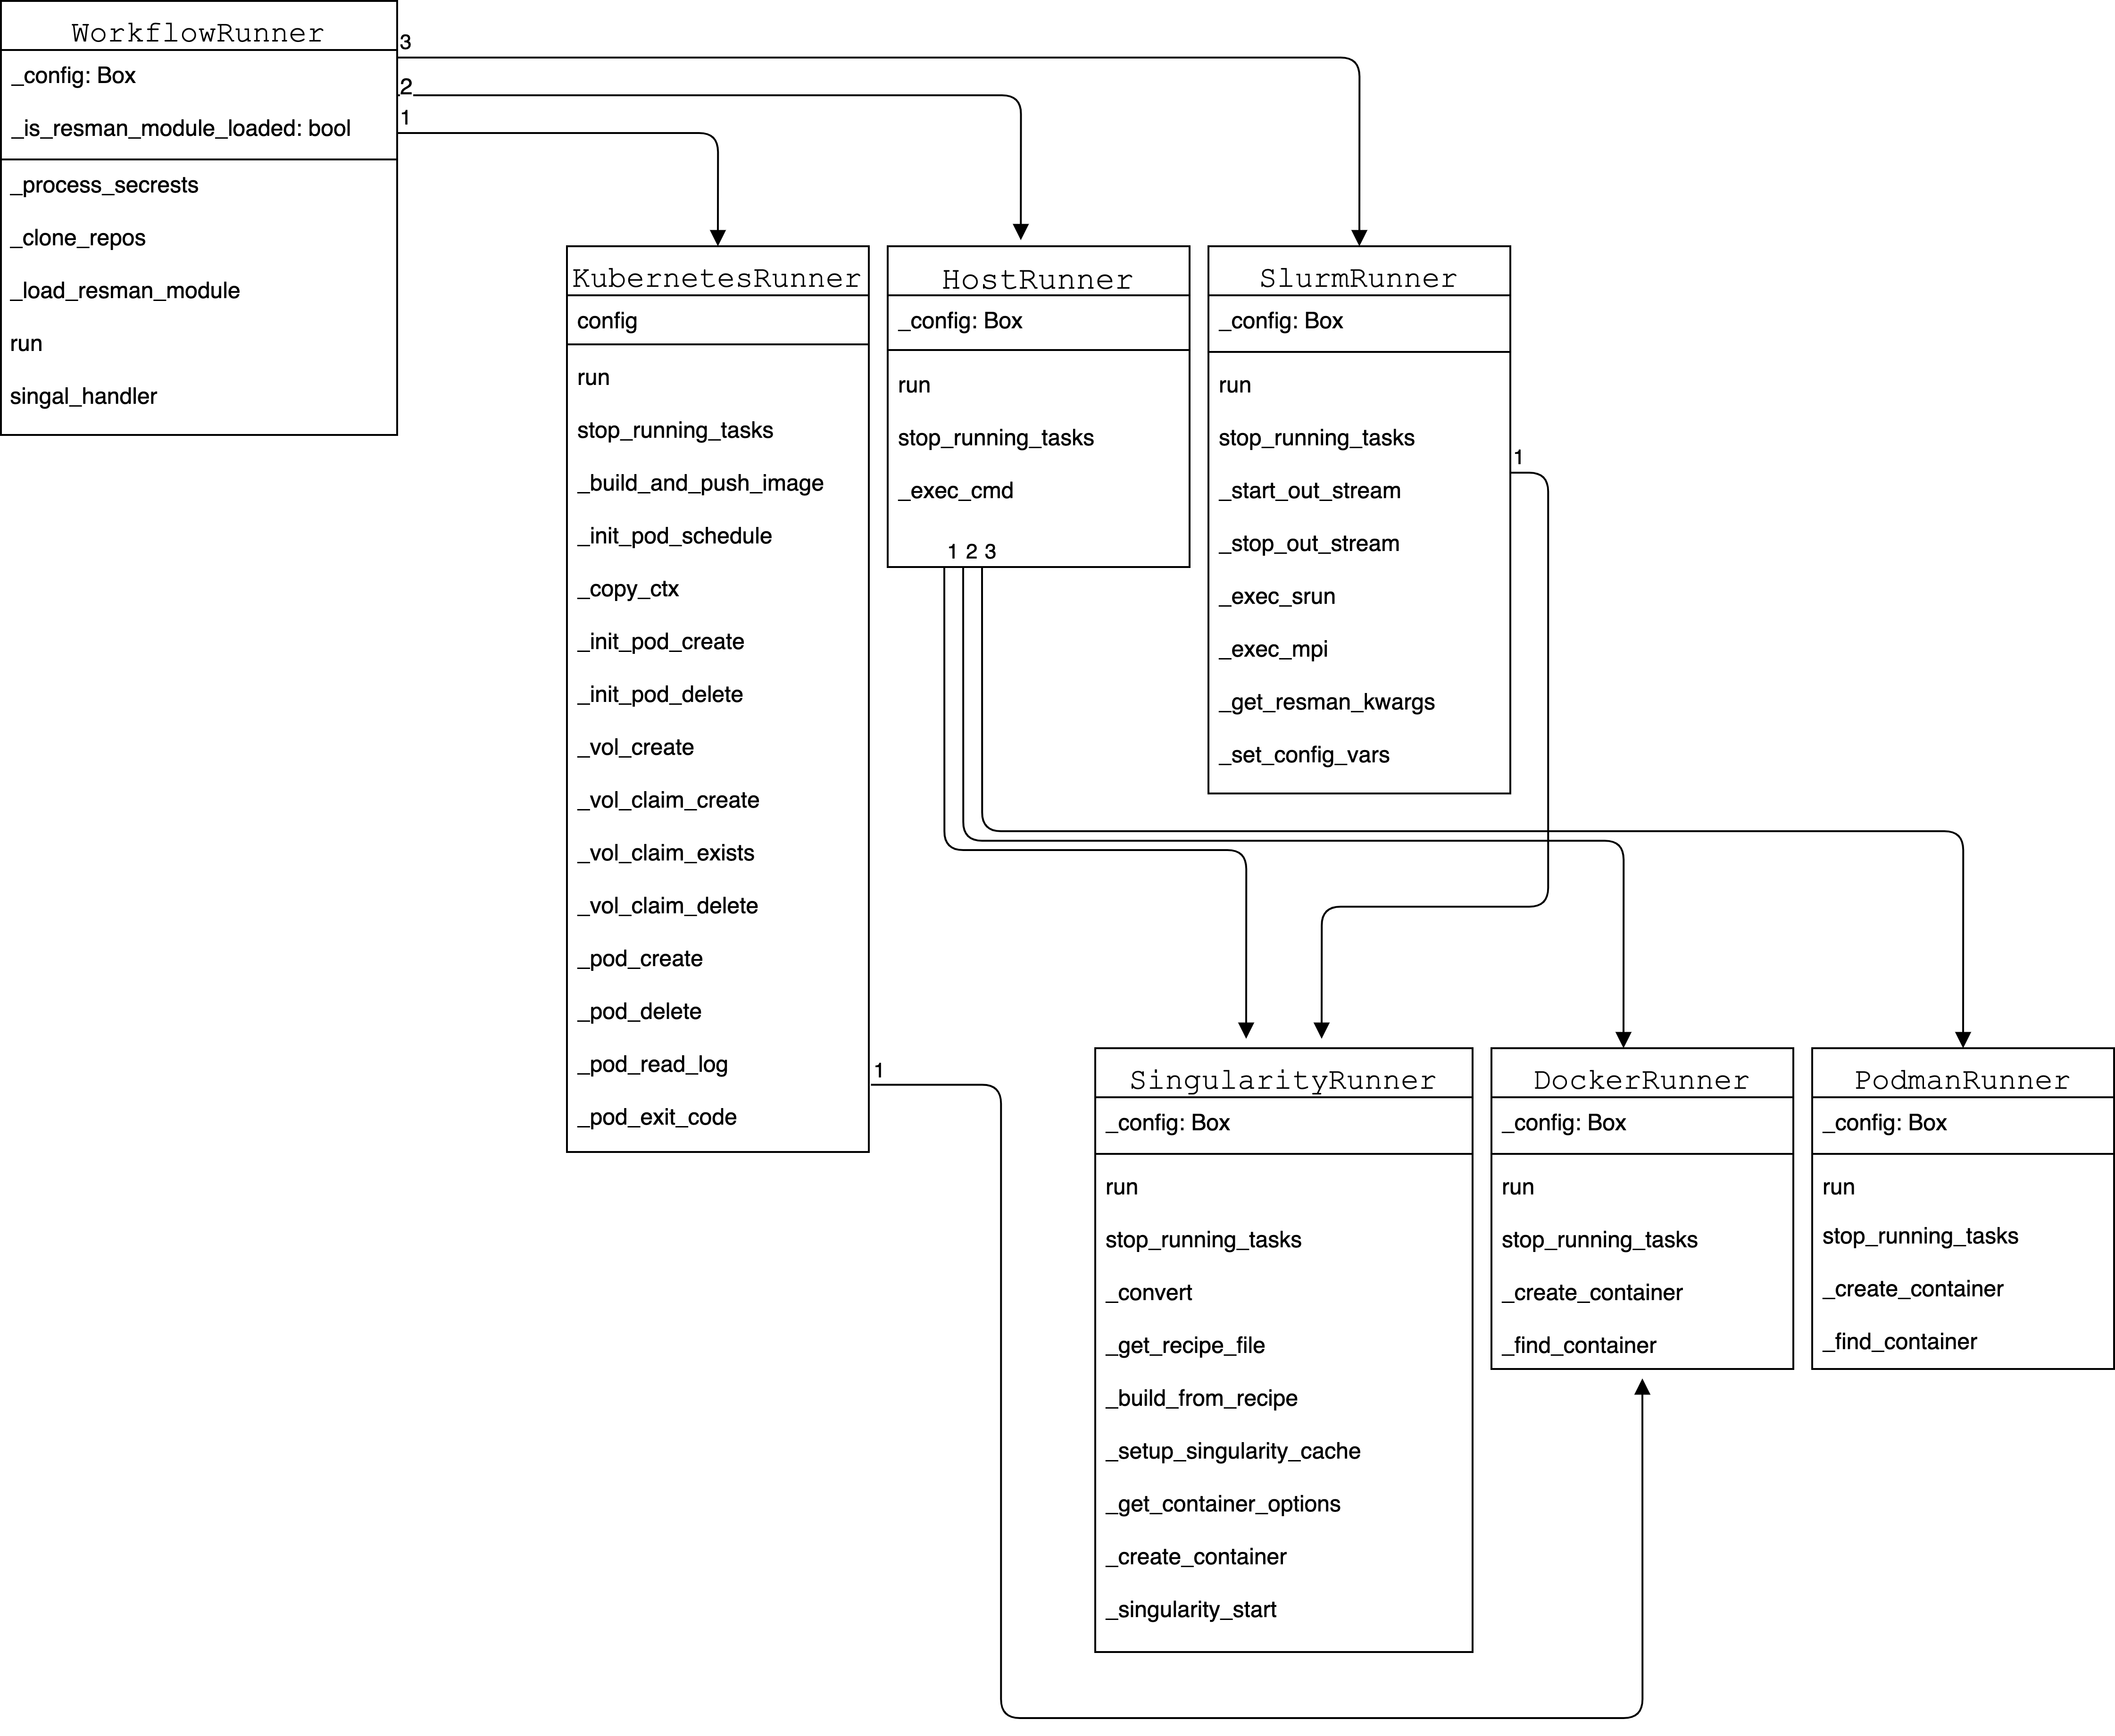 WorkflowRunner
_config: Box
_is_resman_module_loaded: bool
_process_secrests
_clone_repos
_load_resman_module
run
singal_handler
3
2
1
KubernetesRunner
config
run
stop_running_tasks
_build_and_push_image
_init_pod_schedule
_copy_ctx
_init_pod_create
_init_pod_delete
_vol_create
_vol_claim_create
_vol_claim_exists
_vol_claim_delete
_pod_create
_pod_delete
_pod_read_log
_pod_exit_code
1
HostRunner
_config: Box
run
stop_running_tasks
_exec_cmd
1 2 3
SlurmRunner
_config: Box
run
stop_running_tasks
_start_out_stream
_stop_out_stream
_exec_srun
_exec_mpi
_get_resman_kwargs
_set_config_vars
1
SingularityRunner
_config: Box
run
stop_running_tasks
_convert
_get_recipe_file
_build_from_recipe
_setup_singularity_cache
_get_container_options
_create_container
_singularity_start
DockerRunner
_config: Box
run
stop_running_tasks
_create_container
_find_container
PodmanRunner
_config: Box
run
stop_running_tasks
_create_container
_find_container